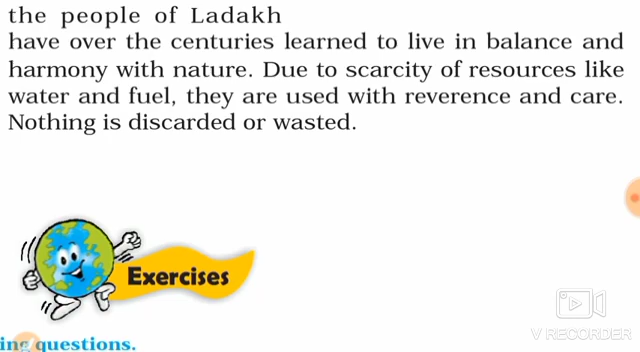 the people of Ladakh
have over the centuries learned to live in balance and
harmony with nature. Due to scarcity of resources like
water and fuel, they are used with reverence and care.
Nothing is discarded or wasted.
Exercises
V RECORDER
questions.